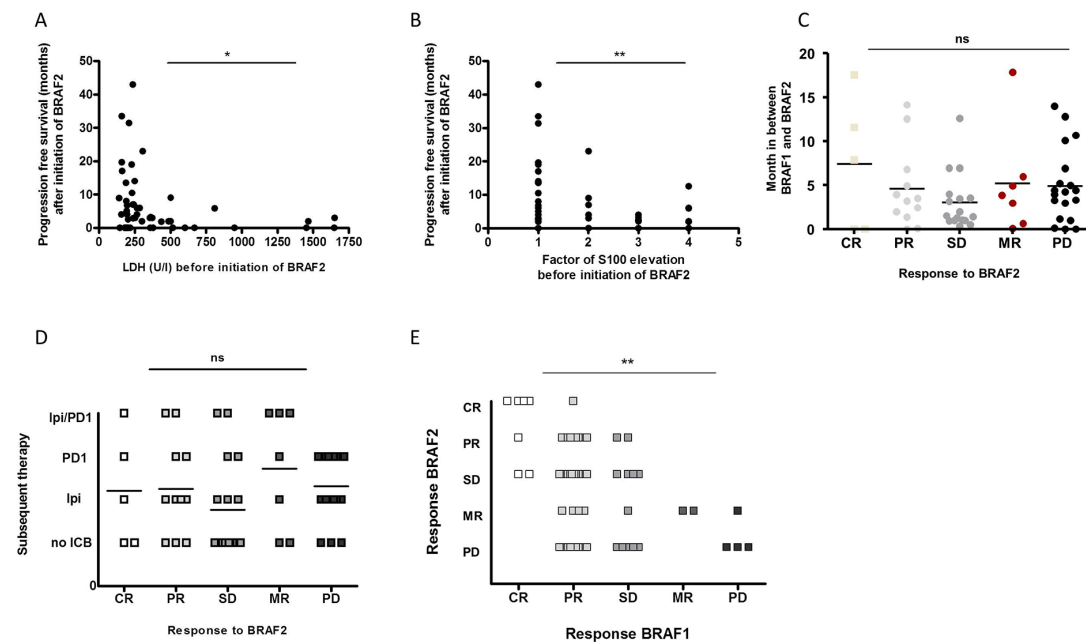 A
*
Progression free survival (months)
after initiation of BRAF2
50
40
30
20
10
0
0 250 500 750 1000 1250 1500 1750
LDH (U/l) before initiation of BRAF2
B
**
Progression free survival (months)
after initiation of BRAF2
50
40
30
20
10
0
0 1 2 3 4 5
Factor of S100 elevation
before initiation of BRAF2
C
ns
Month in between
BRAF1 and BRAF2
20
15
10
5
0
CR PR SD MR PD
Response to BRAF2
D
ns
Subsequent therapy
Ipi/PD1
PD1
Ipi
no ICB
0
CR PR SD MR PD
Response to BRAF2
E
**
Response BRAF2
CR
PR
SD
MR
PD
CR PR SD MR PD
Response BRAF1